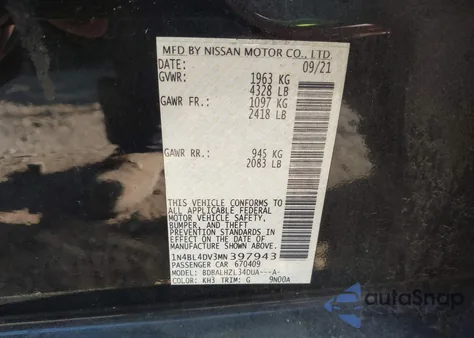 MFD BY NISSAN MOTOR CO., LTD.
DATE: 09/21
GVWR: 1963 KG
4328 LB
GAWR FR.: 1097 KG
2418 LB
GAWR RR.: 945 KG
2083 LB
THIS VEHICLE CONFORMS TO
ALL APPLICABLE FEDERAL
MOTOR VEHICLE SAFETY,
BUMPER, AND THEFT
PREVENTION STANDARDS IN
EFFECT ON THE DATE OF
MANUFACTURE SHOWN ABOVE.
1N4BL4DV3MN397943
PASSENGER CAR 670409
MODEL: BDBALHZL34DUA---A-
COLOR: KH3 TRIM: G 9N00A
autoSnap